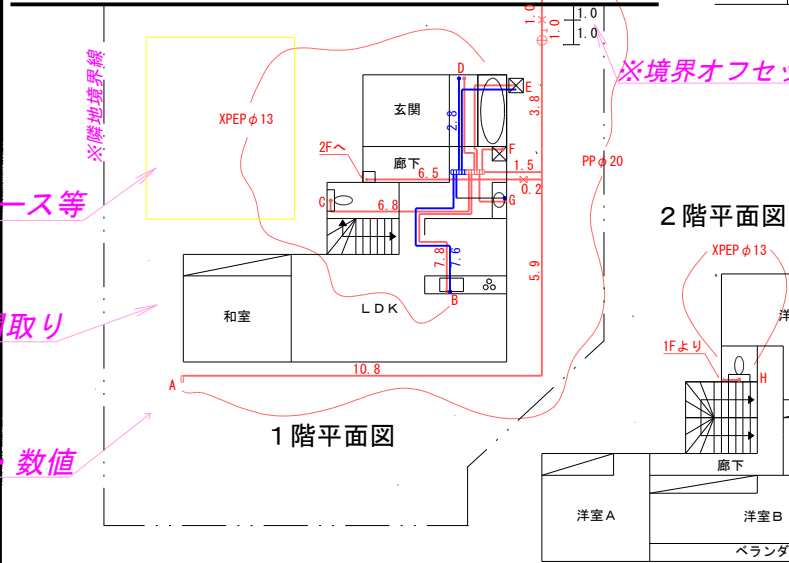 1.0
1.0
1.0
1.0
※境界オフセッ
※隣地境界線
D
E
3.8
XPEPφ13
玄関
2.8
2Fへ
廊下
F
6.5
1.5
PPφ20
0.2
ース等
C
6.8
G
2階平面図
XPEPφ13
7.8
7.6
5.9
取り
和室
LDK
B
1Fより
10.8
A
H
1階平面図
・数値
廊下
洋室A
洋室B
ベランダ